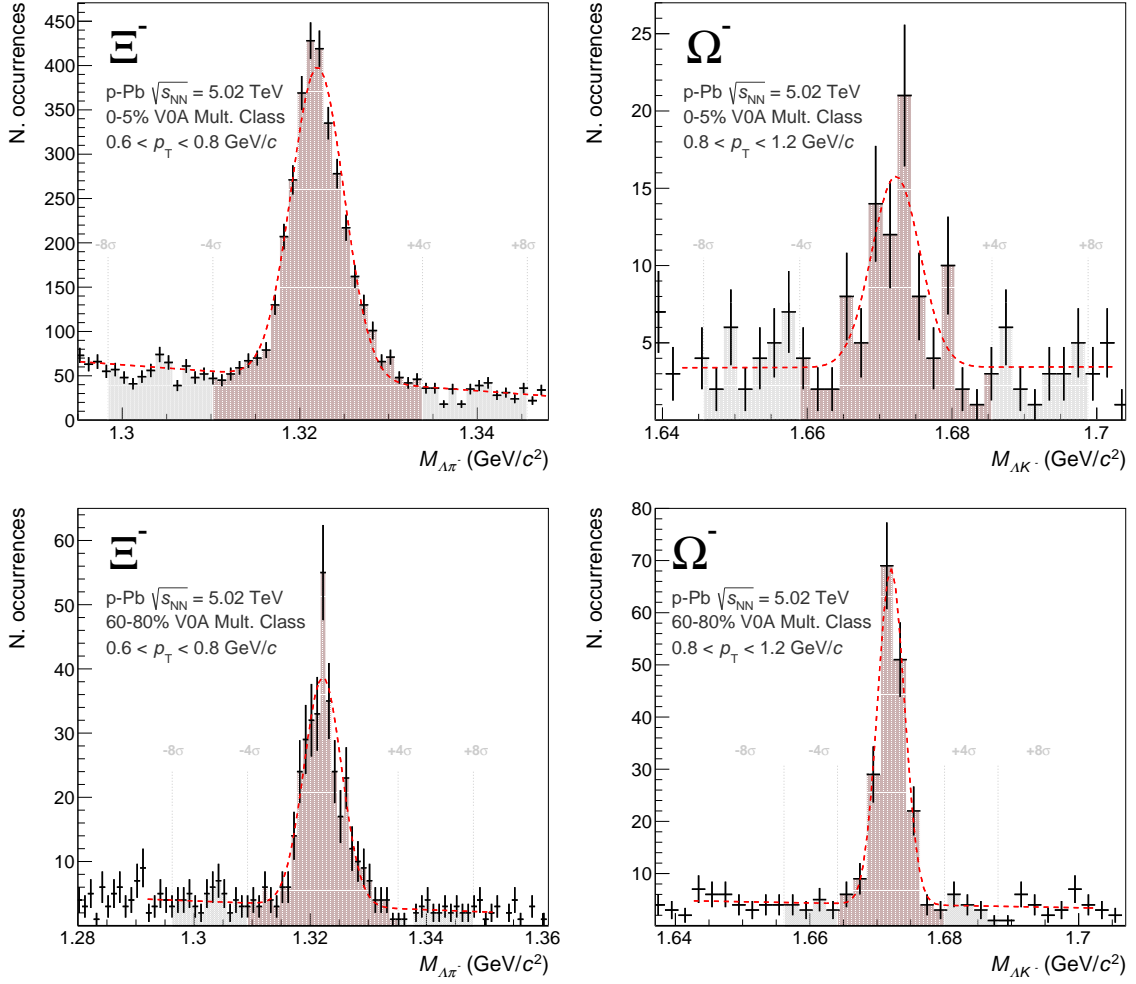 N. occurrences
450
400
350
300
250
200
150
100
50
0
Ξ⁻
p-Pb √s_NN = 5.02 TeV
0-5% V0A Mult. Class
0.6 < p_T < 0.8 GeV/c
-8σ -4σ +4σ +8σ
1.3 1.32 1.34
M_Λπ⁻ (GeV/c²)
N. occurrences
25
20
15
10
5
Ω⁻
p-Pb √s_NN = 5.02 TeV
0-5% V0A Mult. Class
0.8 < p_T < 1.2 GeV/c
-8σ -4σ +4σ +8σ
1.64 1.66 1.68 1.7
M_ΛK⁻ (GeV/c²)
N. occurrences
60
50
40
30
20
10
Ξ⁻
p-Pb √s_NN = 5.02 TeV
60-80% V0A Mult. Class
0.6 < p_T < 0.8 GeV/c
-8σ -4σ +4σ +8σ
1.28 1.3 1.32 1.34 1.36
M_Λπ⁻ (GeV/c²)
N. occurrences
80
70
60
50
40
30
20
10
0
Ω⁻
p-Pb √s_NN = 5.02 TeV
60-80% V0A Mult. Class
0.8 < p_T < 1.2 GeV/c
-8σ -4σ +4σ +8σ
1.64 1.66 1.68 1.7
M_ΛK⁻ (GeV/c²)